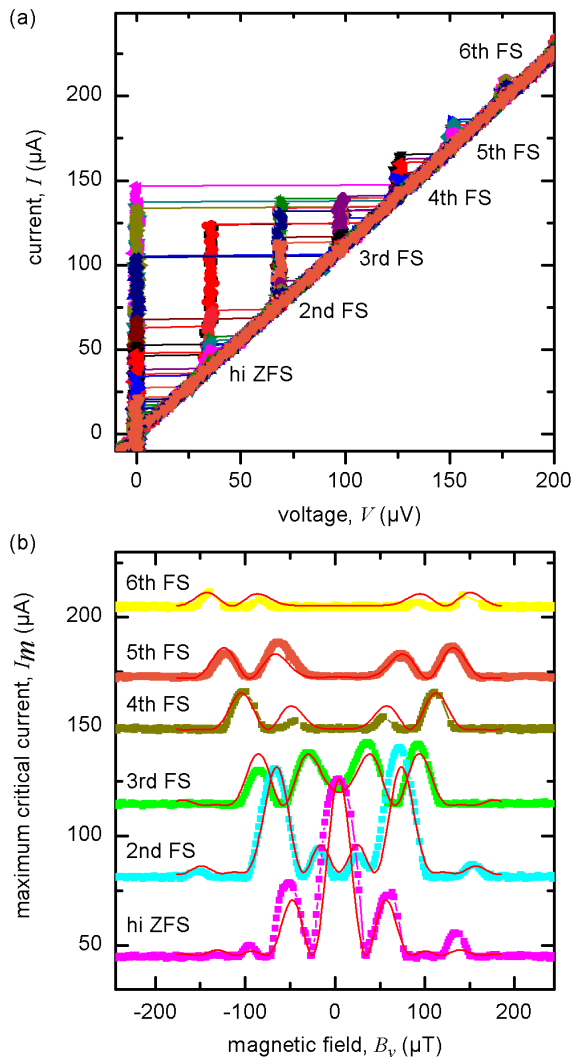 (a)
6th FS
5th FS
4th FS
3rd FS
2nd FS
hi ZFS
200
150
100
50
0
current, I (µA)
0 50 100 150 200
voltage, V (µV)
(b)
6th FS
5th FS
4th FS
3rd FS
2nd FS
hi ZFS
200
150
100
50
maximum critical current, Im (µA)
-200 -100 0 100 200
magnetic field, Bv (µT)